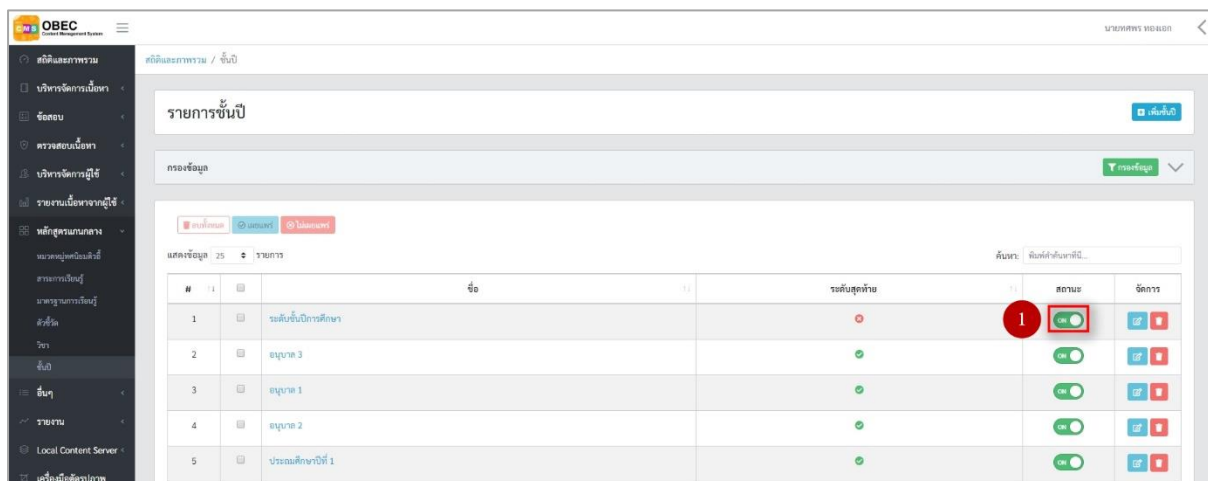 CMS OBEC
Content Management System
นายทศพร ทองเอก
สถิติและภาพรวม
สถิติและภาพรวม / ชั้นปี
บริหารจัดการเนื้อหา
ข้อสอบ
ตรวจสอบเนื้อหา
บริหารจัดการผู้ใช้
รายงานเนื้อหาจากผู้ใช้
หลักสูตรแกนกลาง
หมวดหมู่ทศนิยมดิวอี้
สาระการเรียนรู้
มาตรฐานการเรียนรู้
ตัวชี้วัด
วิชา
ชั้นปี
อื่นๆ
รายงาน
Local Content Server
เครื่องมือตัดรูปภาพ
รายการชั้นปี
เพิ่มชั้นปี
กรองข้อมูล
กรองข้อมูล
ลบทั้งหมด เผยแพร่ ไม่เผยแพร่
แสดงข้อมูล 25 รายการ
ค้นหา: พิมพ์คำค้นหาที่นี่...
# ชื่อ ระดับสุดท้าย สถานะ จัดการ
1 ระดับชั้นปีการศึกษา 1 ON
2 อนุบาล 3 ON
3 อนุบาล 1 ON
4 อนุบาล 2 ON
5 ประถมศึกษาปีที่ 1 ON